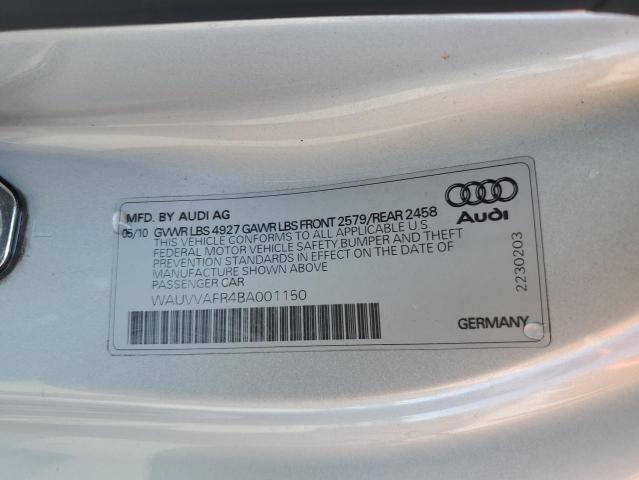 MFD. BY AUDI AG
05/10 GVWR LBS 4927 GAWR LBS FRONT 2579/REAR 2458
THIS VEHICLE CONFORMS TO ALL APPLICABLE U.S
FEDERAL MOTOR VEHICLE SAFETY,BUMPER AND THEFT
PREVENTION STANDARDS IN EFFECT ON THE DATE OF
MANUFACTURE SHOWN ABOVE
PASSENGER CAR
WAUVVAFR4BA001150
Audi
2230203
GERMANY